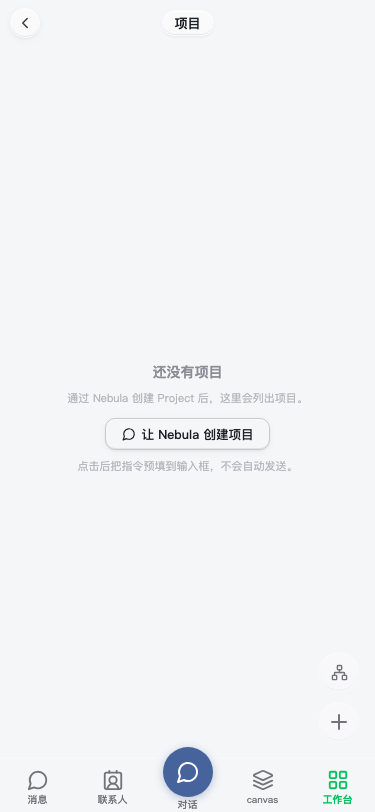 项目
还没有项目
通过 Nebula 创建 Project 后，这里会列出项目。
让 Nebula 创建项目
点击后把指令预填到输入框，不会自动发送。
消息
联系人
对话
canvas
工作台